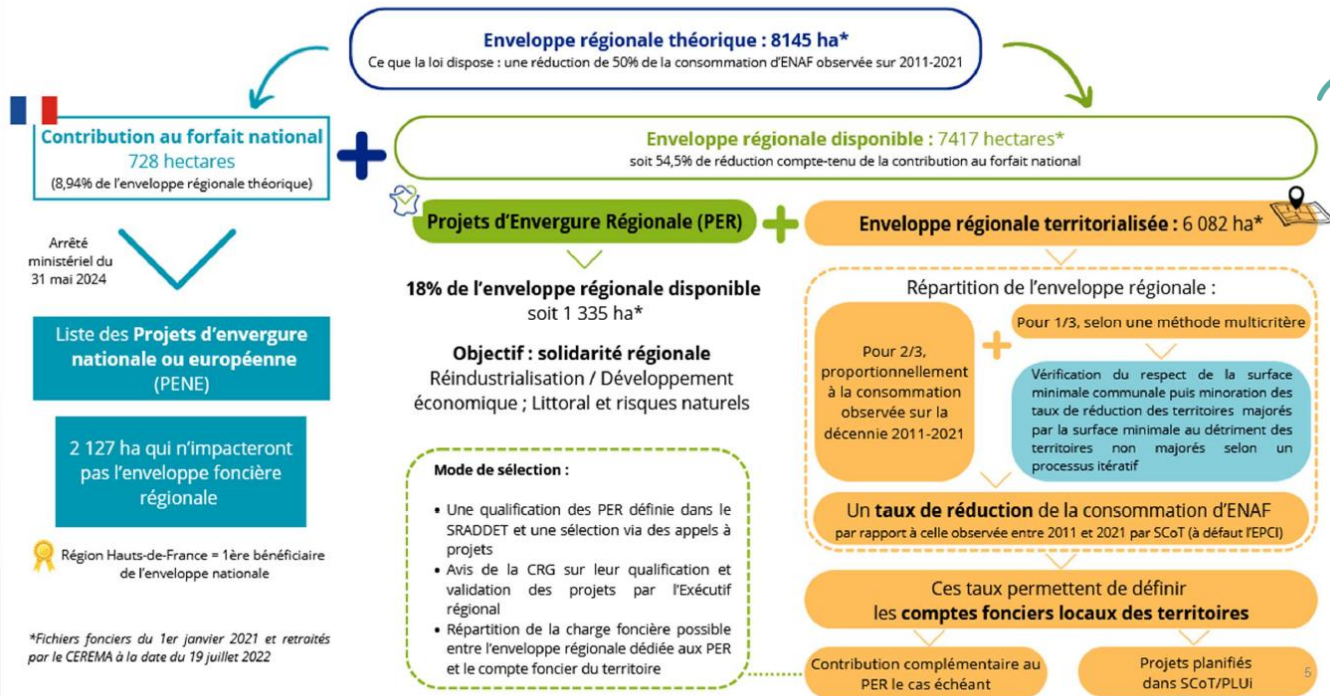 Enveloppe régionale théorique : 8145 ha*
Ce que la loi dispose : une réduction de 50% de la consommation d'ENAF observée sur 2011-2021
Contribution au forfait national
728 hectares
(8,94% de l'enveloppe régionale théorique)
Enveloppe régionale disponible : 7417 hectares*
soit 54,5% de réduction compte-tenu de la contribution au forfait national
Arrêté
ministériel du
31 mai 2024
Liste des Projets d'envergure
nationale ou européenne
(PENE)
2 127 ha qui n'impacteront
pas l'enveloppe foncière
régionale
Région Hauts-de-France = 1ère bénéficiaire
de l'enveloppe nationale
*Fichiers fonciers du 1er janvier 2021 et retraités
par le CEREMA à la date du 19 juillet 2022
Projets d'Envergure Régionale (PER)
18% de l'enveloppe régionale disponible
soit 1 335 ha*
Objectif : solidarité régionale
Réindustrialisation / Développement
économique ; Littoral et risques naturels
Mode de sélection :
• Une qualification des PER définie dans le
SRADDET et une sélection via des appels à
projets
• Avis de la CRG sur leur qualification et
validation des projets par l'Exécutif
régional
• Répartition de la charge foncière possible
entre l'enveloppe régionale dédiée aux PER
et le compte foncier du territoire
Enveloppe régionale territorialisée : 6 082 ha*
Répartition de l'enveloppe régionale :
Pour 2/3,
proportionnellement
à la consommation
observée sur la
décennie 2011-2021
Pour 1/3, selon une méthode multicritère
Vérification du respect de la surface
minimale communale puis minoration des
taux de réduction des territoires majorés
par la surface minimale au détriment des
territoires non majorés selon un
processus itératif
Un taux de réduction de la consommation d'ENAF
par rapport à celle observée entre 2011 et 2021 par SCoT (à défaut l'EPCI)
Ces taux permettent de définir
les comptes fonciers locaux des territoires
Contribution complémentaire au
PER le cas échéant
Projets planifiés
dans SCoT/PLUi
5